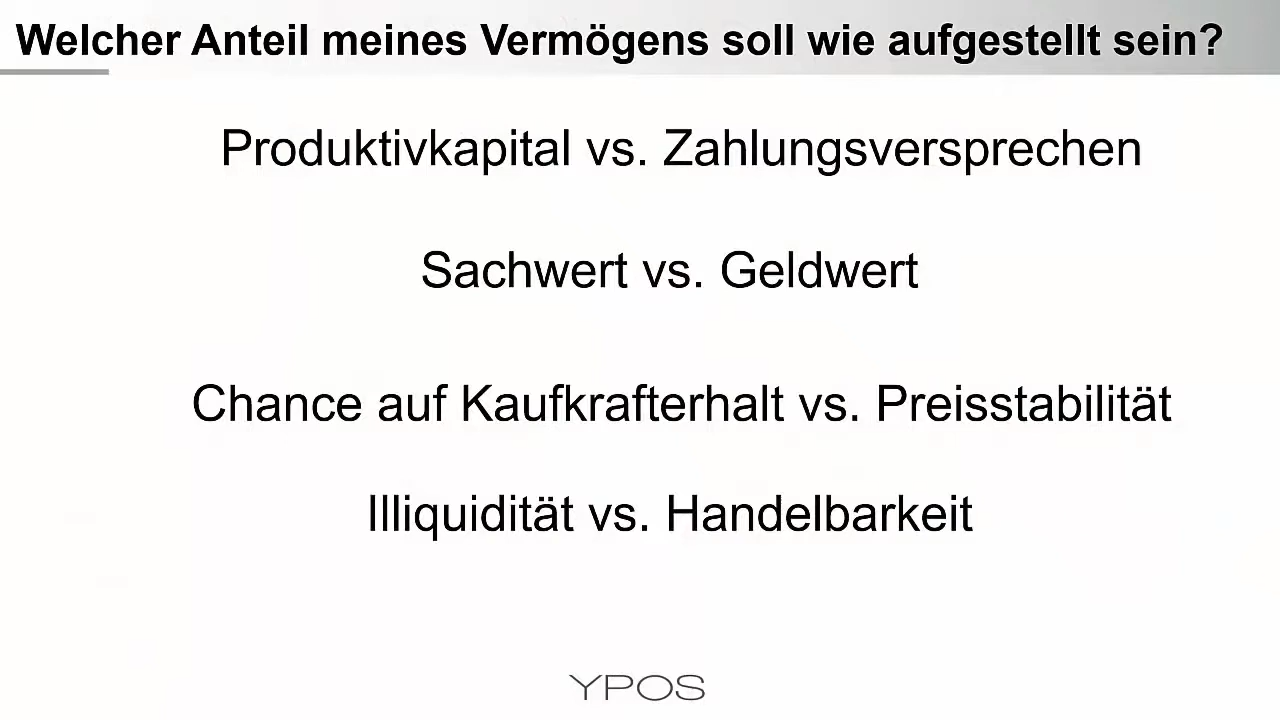 Welcher Anteil meines Vermögens soll wie aufgestellt sein?
Produktivkapital vs. Zahlungsversprechen
Sachwert vs. Geldwert
Chance auf Kaufkrafterhalt vs. Preisstabilität
Illiquidität vs. Handelbarkeit
YPOS